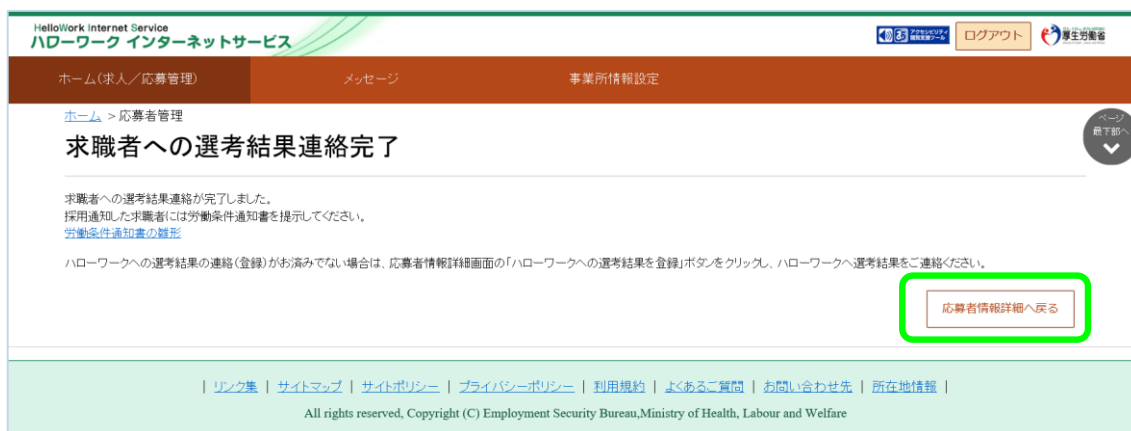 HelloWork Internet Service
ハローワーク インターネットサービス
アクセシビリティ
閲覧支援ツール
ログアウト
厚生労働省
ホーム(求人／応募管理)
メッセージ
事業所情報設定
ホーム >応募者管理
ページ
最下部へ
求職者への選考結果連絡完了
求職者への選考結果連絡が完了しました。
採用通知した求職者には労働条件通知書を提示してください。
労働条件通知書の雛形
ハローワークへの選考結果の連絡(登録)がお済みでない場合は、応募者情報詳細画面の「ハローワークへの選考結果を登録」ボタンをクリックし、ハローワークへ選考結果をご連絡ください。
応募者情報詳細へ戻る
| リンク集 | サイトマップ | サイトポリシー | プライバシーポリシー | 利用規約 | よくあるご質問 | お問い合わせ先 | 所在地情報 |
All rights reserved, Copyright (C) Employment Security Bureau,Ministry of Health, Labour and Welfare